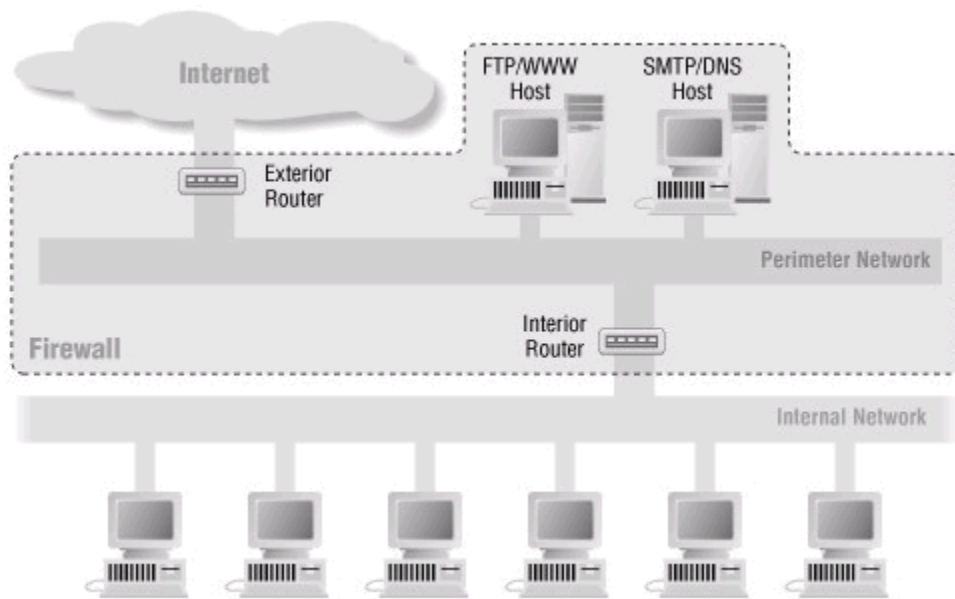 Internet
FTP/WWW
Host
SMTP/DNS
Host
Exterior
Router
Perimeter Network
Interior
Router
Firewall
Internal Network